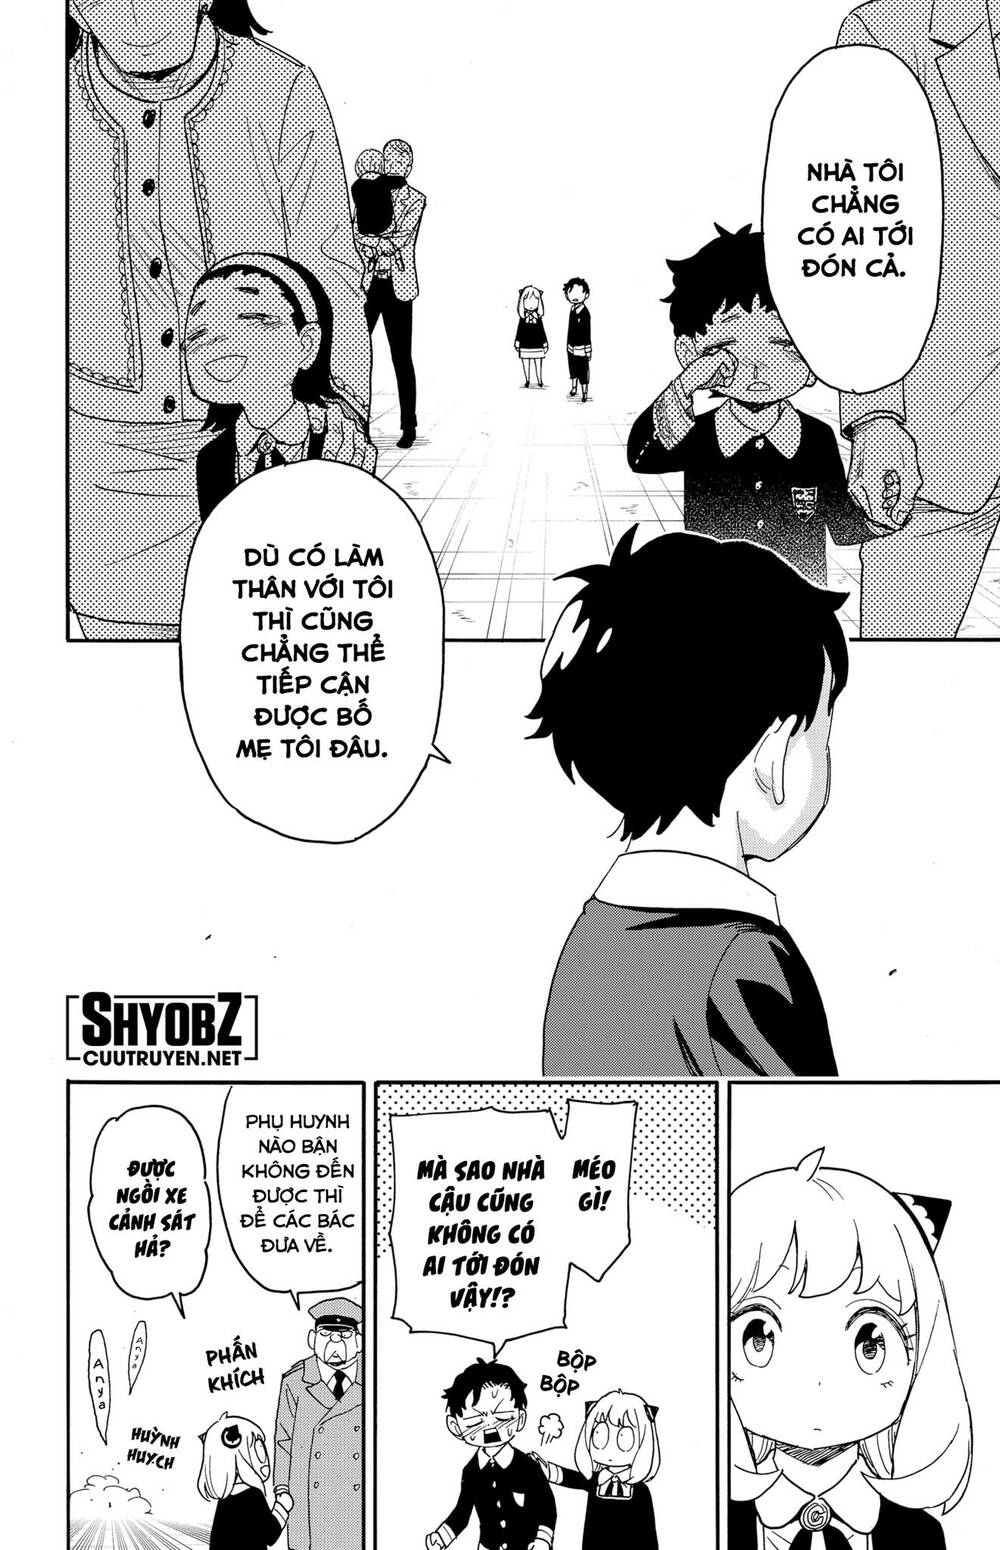 NHÀ TÔI
CHẲNG
CÓ AI TỚI
ĐÓN CẢ.
DÙ CÓ LÀM
THÂN VỚI TÔI
THÌ CŨNG
CHẲNG THỂ
TIẾP CẬN
ĐƯỢC BỐ
MẸ TÔI ĐÂU.
SHYOBZ
CUUTRUYEN.NET
MÉO
GÌ!
MÀ SAO NHÀ
CẬU CŨNG
KHÔNG CÓ
AI TỚI ĐÓN
VẬY!?
BỘP
BỘP
PHỤ HUYNH
NÀO BẬN
KHÔNG ĐẾN
ĐƯỢC THÌ
ĐỂ CÁC BÁC
ĐƯA VỀ.
ĐƯỢC
NGỒI XE
CẢNH SÁT
HẢ?
PHẤN
KHÍCH
HUỲNH
HUỴCH
Anya
Anya
C